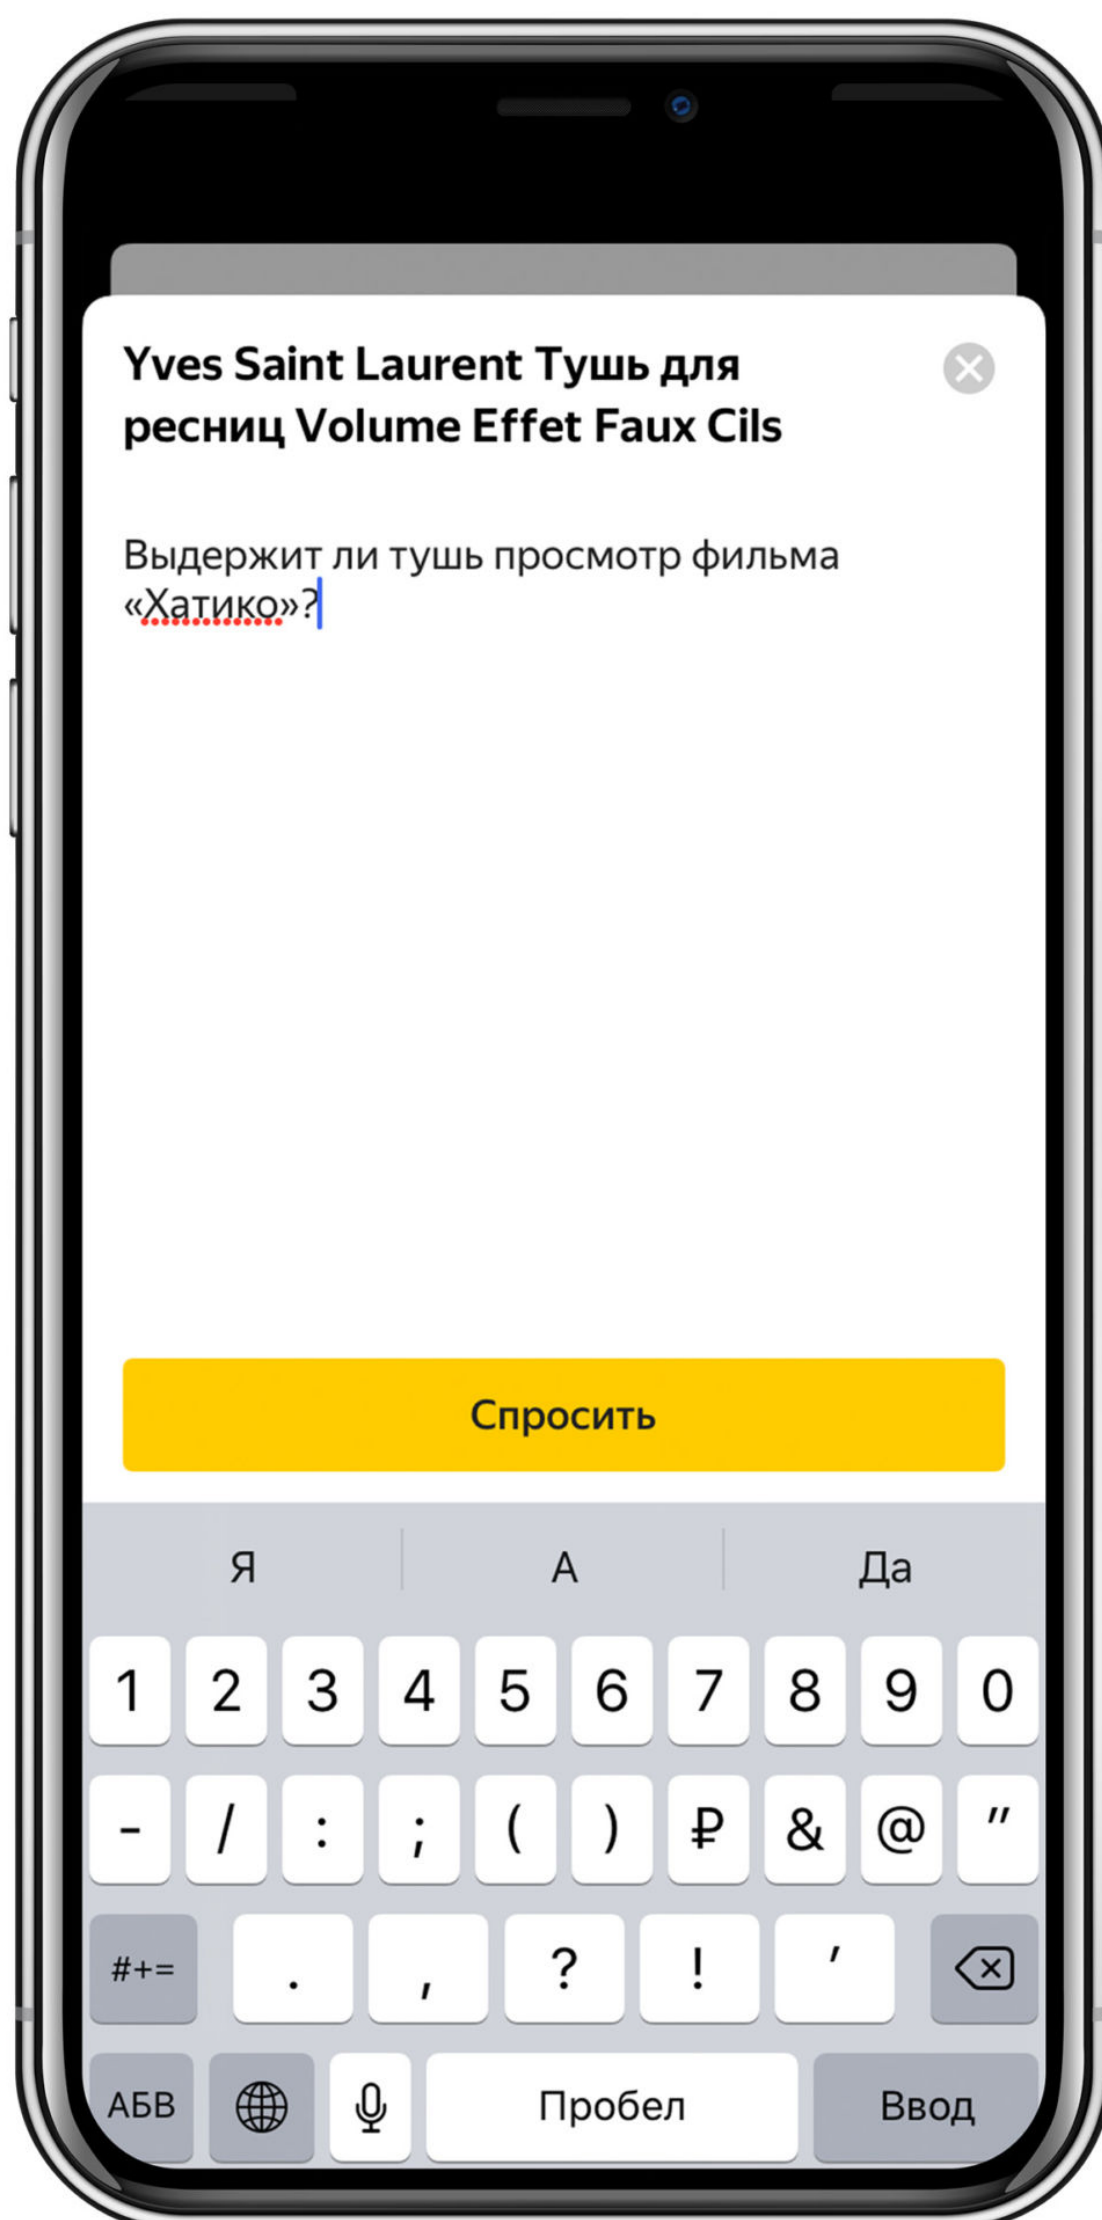 Yves Saint Laurent Тушь для
ресниц Volume Effet Faux Cils
Выдержит ли тушь просмотр фильма
«Хатико»?
Спросить
Я А Да
1 2 3 4 5 6 7 8 9 0
- / : ; ( ) ₽ & @ "
#+= . , ? ! '
АБВ Пробел Ввод